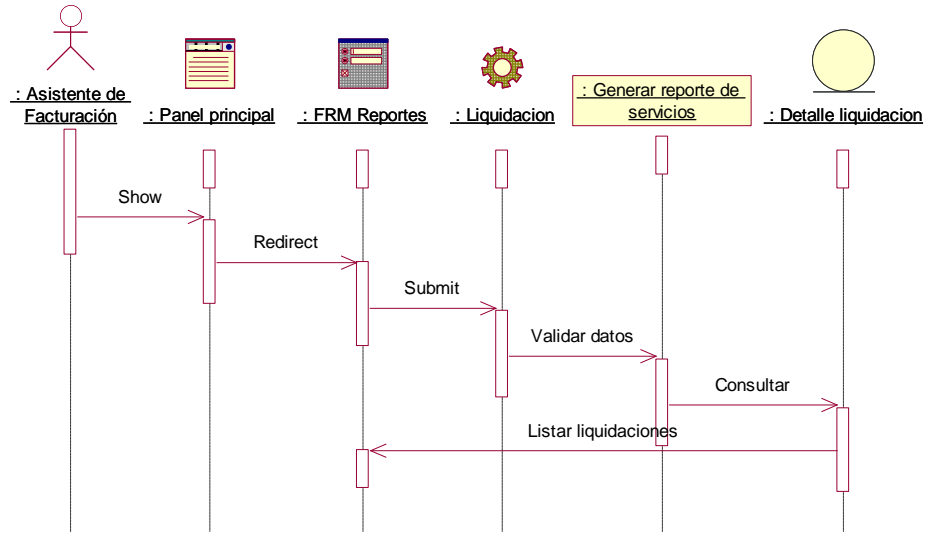 : Asistente de
Facturación
: Panel principal
: FRM Reportes
: Liquidacion
: Generar reporte de
servicios
: Detalle liquidacion
Show
Redirect
Submit
Validar datos
Consultar
Listar liquidaciones